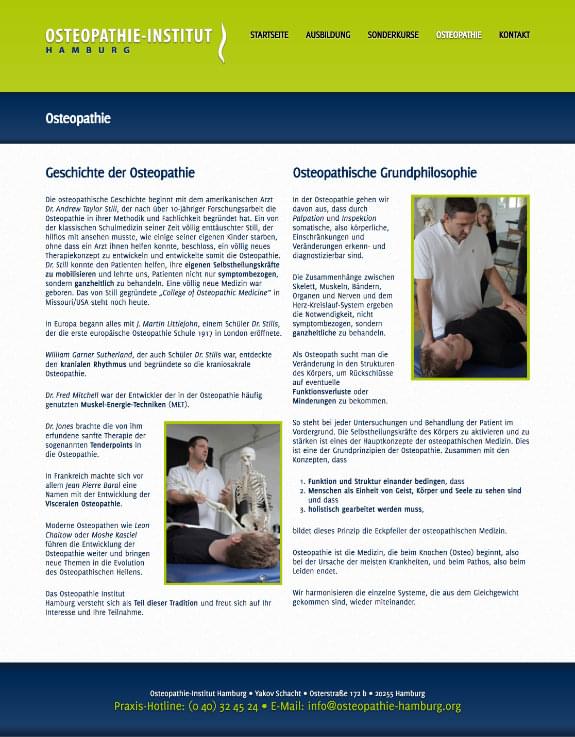 OSTEOPATHIE-INSTITUT
HAMBURG
STARTSEITE AUSBILDUNG SONDERKURSE OSTEOPATHIE KONTAKT
Osteopathie
Geschichte der Osteopathie
Die osteopathische Geschichte beginnt mit dem amerikanischen Arzt
Dr. Andrew Taylor Still, der nach über 10-jähriger Forschungsarbeit die
Osteopathie in ihrer Methodik und Fachlichkeit begründet hat. Ein von
der klassischen Schulmedizin seiner Zeit völlig enttäuschter Still, der
hilflos mit ansehen musste, wie einige seiner eigenen Kinder starben,
ohne dass ein Arzt ihnen helfen konnte, beschloss, ein völlig neues
Therapiekonzept zu entwickeln und entwickelte somit die Osteopathie.
Dr. Still konnte den Patienten helfen, ihre eigenen Selbstheilungskräfte
zu mobilisieren und lehrte uns, Patienten nicht nur symptombezogen,
sondern ganzheitlich zu behandeln. Eine völlig neue Medizin war
geboren. Das von Still gegründete „College of Osteopathic Medicine" in
Missouri/USA steht noch heute.
In Europa begann alles mit J. Martin Littlejohn, einem Schüler Dr. Stills,
der die erste europäische Osteopathie Schule 1917 in London eröffnete.
William Garner Sutherland, der auch Schüler Dr. Stills war, entdeckte
den kranialen Rhythmus und begründete so die kraniosakrale
Osteopathie.
Dr. Fred Mitchell war der Entwickler der in der Osteopathie häufig
genutzten Muskel-Energie-Techniken (MET).
Dr. Jones brachte die von ihm
erfundene sanfte Therapie der
sogenannten Tenderpoints in
die Osteopathie.
In Frankreich machte sich vor
allem Jean Pierre Baral eine
Namen mit der Entwicklung der
Visceralen Osteopathie.
Moderne Osteopathen wie Leon
Chaitow oder Moshe Kasciel
führen die Entwicklung der
Osteopathie weiter und bringen
neue Themen in die Evolution
des Osteopathischen Heilens.
Das Osteopathie Institut
Hamburg versteht sich als Teil dieser Tradition und freut sich auf Ihr
Interesse und Ihre Teilnahme.
Osteopathische Grundphilosophie
In der Osteopathie gehen wir
davon aus, dass durch
Palpation und Inspektion
somatische, also körperliche,
Einschränkungen und
Veränderungen erkenn- und
diagnostizierbar sind.
Die Zusammenhänge zwischen
Skelett, Muskeln, Bändern,
Organen und Nerven und dem
Herz-Kreislauf-System ergeben
die Notwendigkeit, nicht
symptombezogen, sondern
ganzheitliche zu behandeln.
Als Osteopath sucht man die
Veränderung in den Strukturen
des Körpers, um Rückschlüsse
auf eventuelle
Funktionsverluste oder
Minderungen zu bekommen.
So steht bei jeder Untersuchungen und Behandlung der Patient im
Vordergrund. Die Selbstheilungskräfte des Körpers zu aktivieren und zu
stärken ist eines der Hauptkonzepte der osteopathischen Medizin. Dies
ist eine der Grundprinzipien der Osteopathie. Zusammen mit den
Konzepten, dass
1. Funktion und Struktur einander bedingen, dass
2. Menschen als Einheit von Geist, Körper und Seele zu sehen sind
und dass
3. holistisch gearbeitet werden muss,
bildet dieses Prinzip die Eckpfeiler der osteopathischen Medizin.
Osteopathie ist die Medizin, die beim Knochen (Osteo) beginnt, also
bei der Ursache der meisten Krankheiten, und beim Pathos, also beim
Leiden endet.
Wir harmonisieren die einzelne Systeme, die aus dem Gleichgewicht
gekommen sind, wieder miteinander.
Osteopathie-Institut Hamburg • Yakov Schacht • Osterstraße 172 b • 20255 Hamburg
Praxis-Hotline: (0 40) 32 45 24 • E-Mail: info@osteopathie-hamburg.org